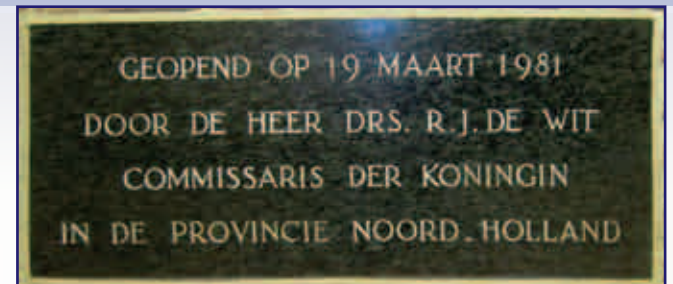 GEOPEND OP 19 MAART 1981
DOOR DE HEER DRS. R.J. DE WIT
COMMISSARIS DER KONINGIN
IN DE PROVINCIE NOORD-HOLLAND